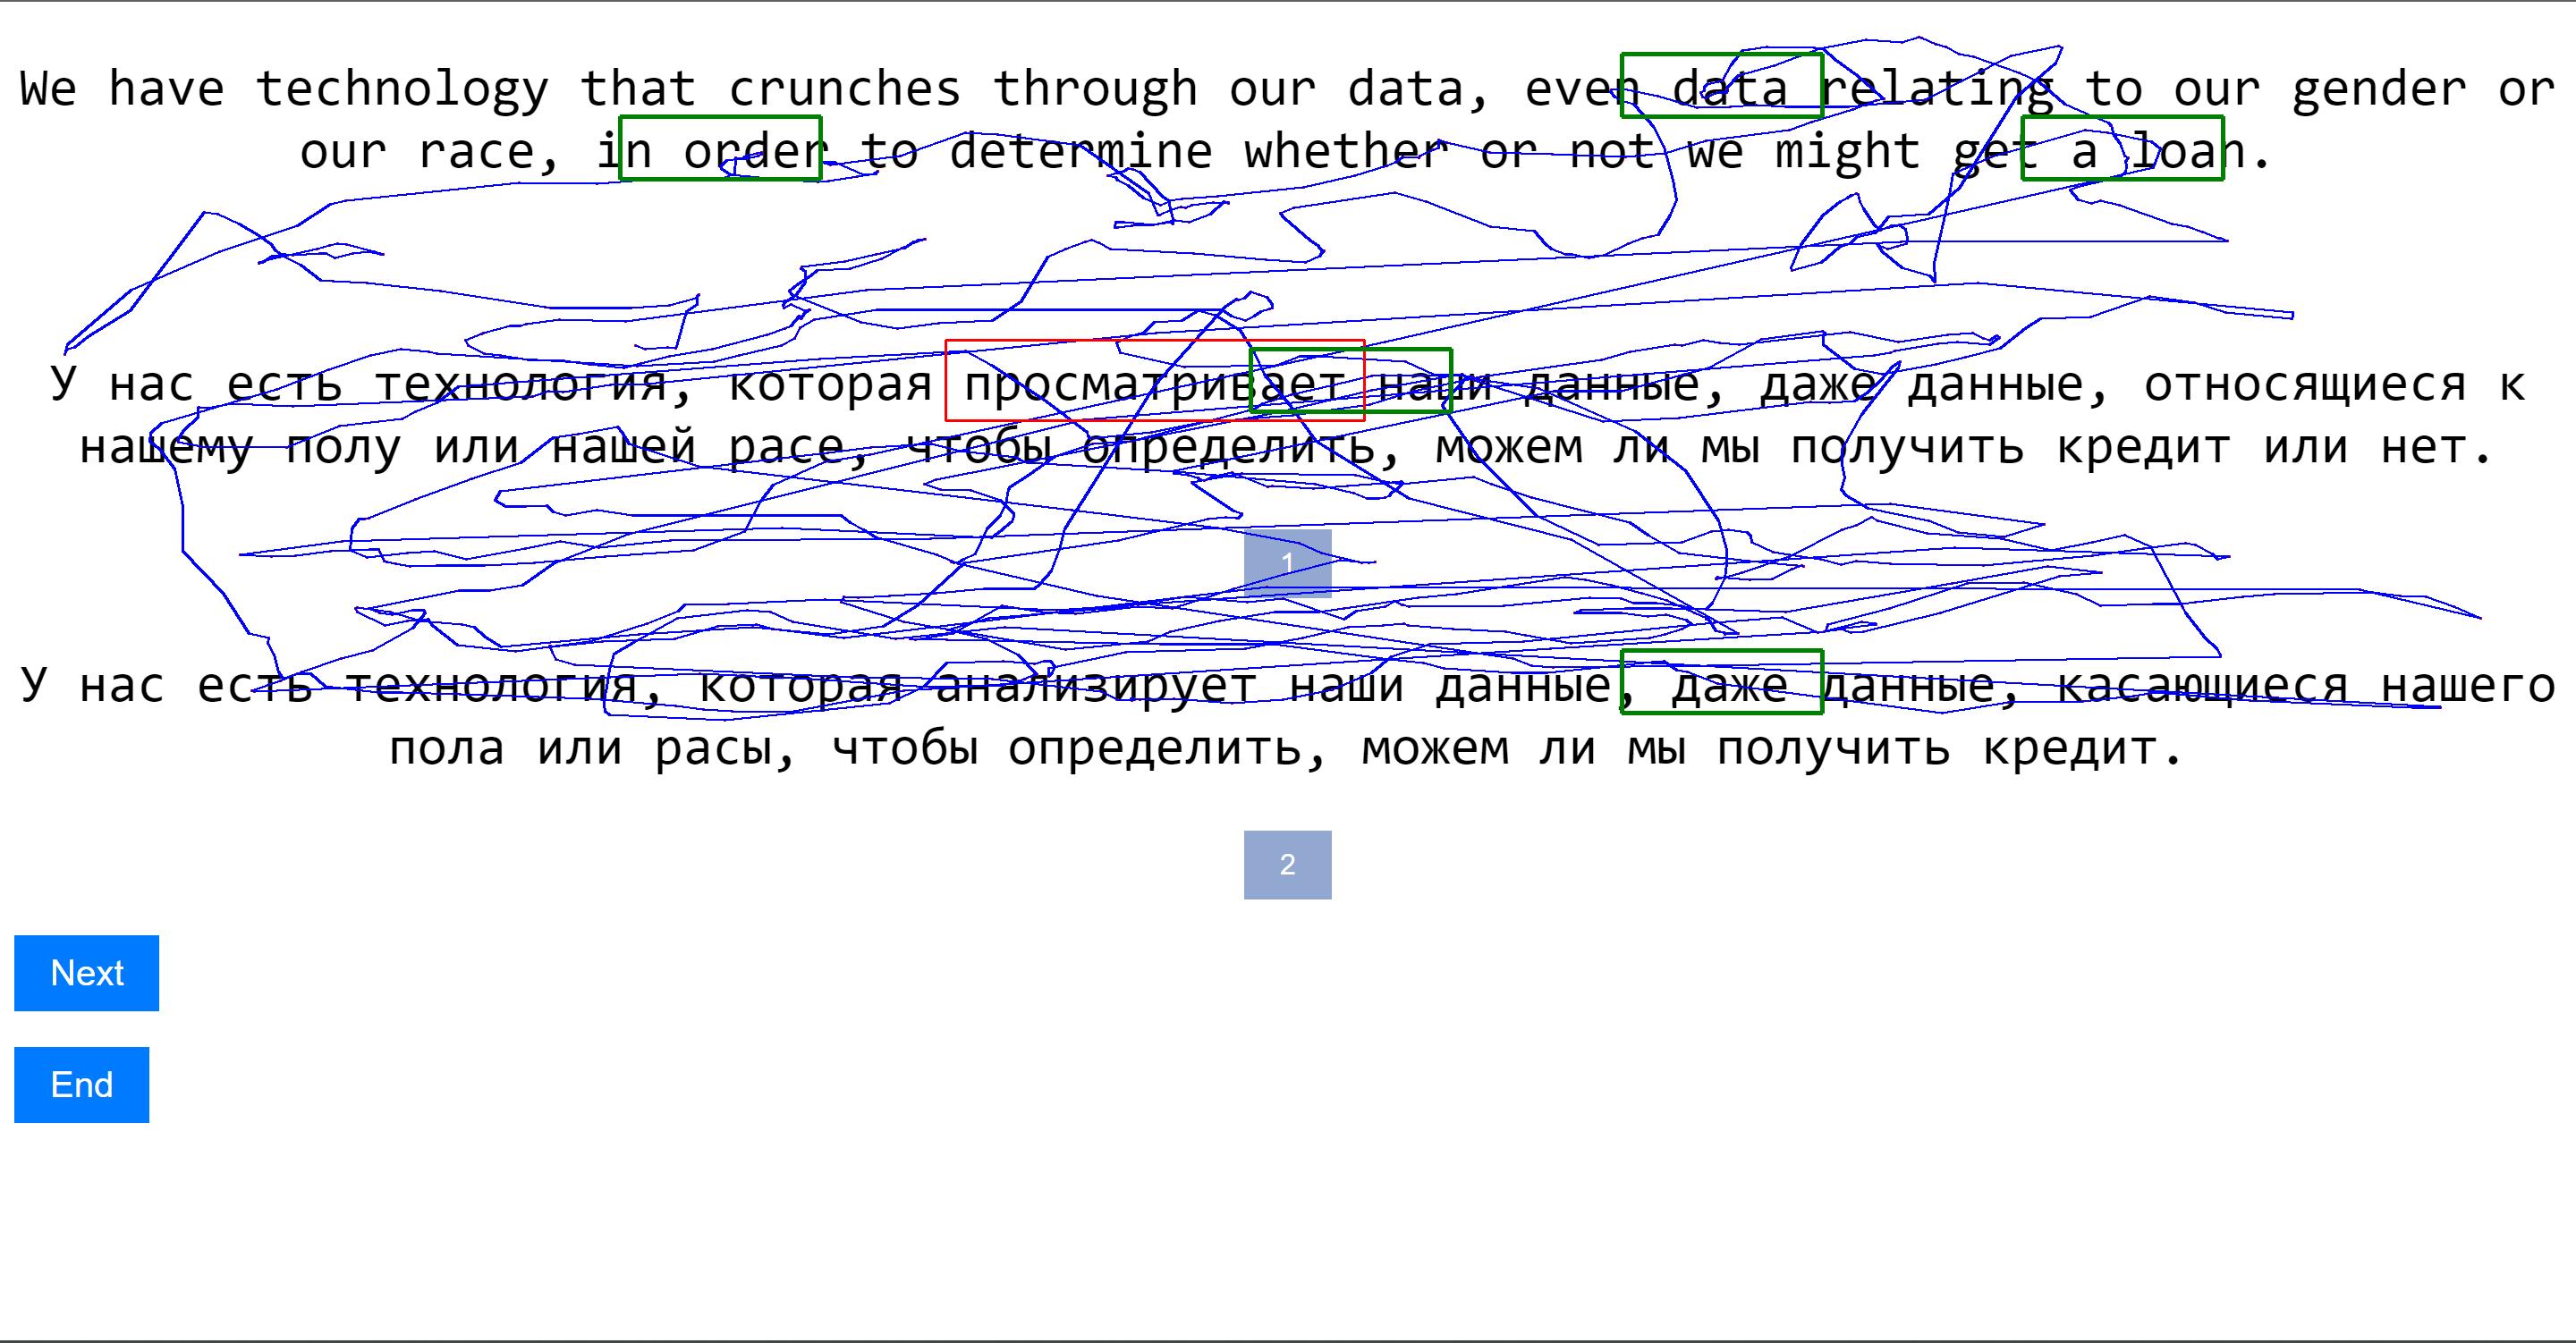 We have technology that crunches through our data, even data relating to our gender or
our race, in order to determine whether or not we might get a loan.
У нас есть технология, которая просматривает наши данные, даже данные, относящиеся к
нашему полу или нашей расе, чтобы определить, можем ли мы получить кредит или нет.
1
У нас есть технология, которая анализирует наши данные, даже данные, касающиеся нашего
пола или расы, чтобы определить, можем ли мы получить кредит.
2
Next
End